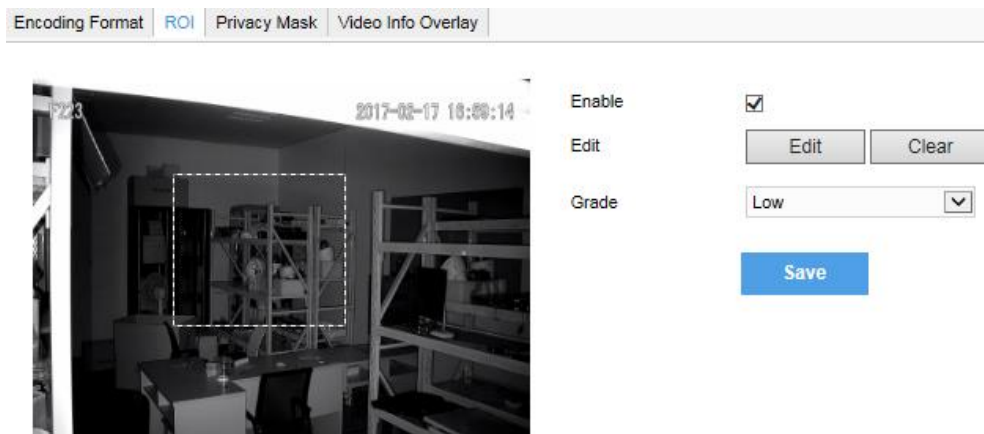 Encoding Format ROI Privacy Mask Video Info Overlay
F223 2017-02-17 16:59:14
Enable
Edit Edit Clear
Grade Low
Save